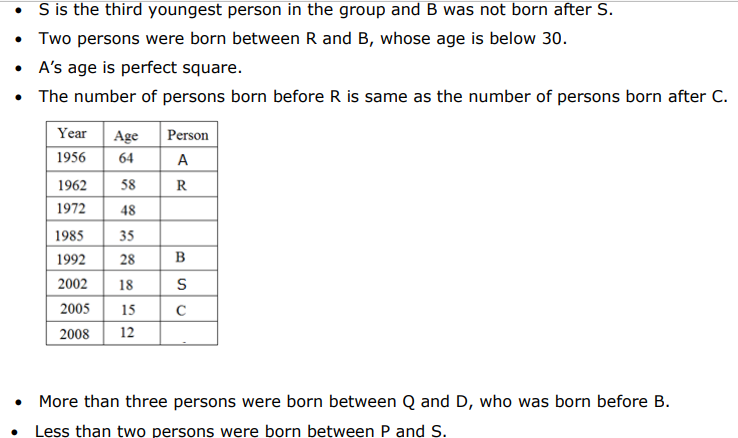 • S is the third youngest person in the group and B was not born after S.
• Two persons were born between R and B, whose age is below 30.
• A’s age is perfect square.
• The number of persons born before R is same as the number of persons born after C.
Year Age Person
1956 64 A
1962 58 R
1972 48
1985 35
1992 28 B
2002 18 S
2005 15 C
2008 12 .
• More than three persons were born between Q and D, who was born before B.
• Less than two persons were born between P and S.